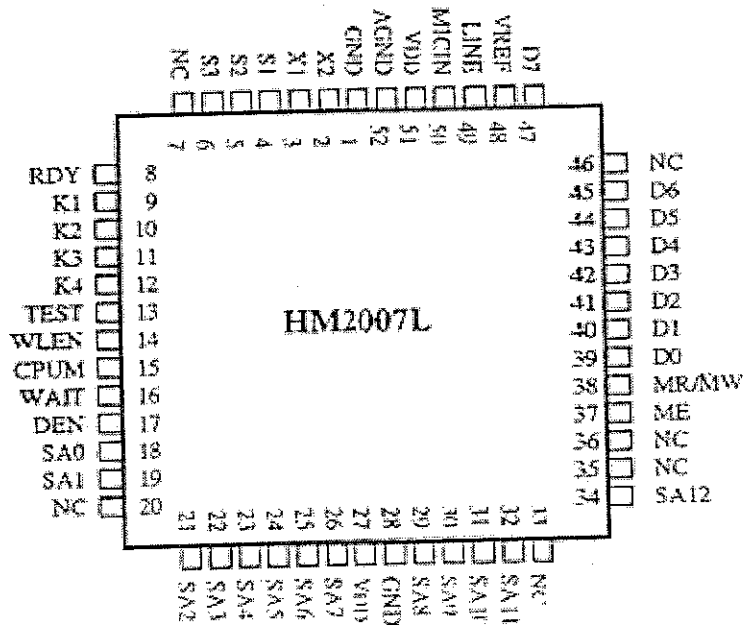 NC S3 S2 S1 X1 X2 GND AGND VDD MICIN LINE VREF D7
7 6 5 4 3 2 1 52 51 50 49 48 47
RDY 8
K1 9
K2 10
K3 11
K4 12
TEST 13
WLEN 14
CPUM 15
WAIT 16
DEN 17
SA0 18
SA1 19
NC 20
HM2007L
46 NC
45 D6
44 D5
43 D4
42 D3
41 D2
40 D1
39 D0
38 MR/MW
37 ME
36 NC
35 NC
34 SA12
21 22 23 24 25 26 27 28 29 30 31 32 33
SA2 SA3 SA4 SA5 SA6 SA7 VDD GND SA8 SA9 SA10 SA11 NC